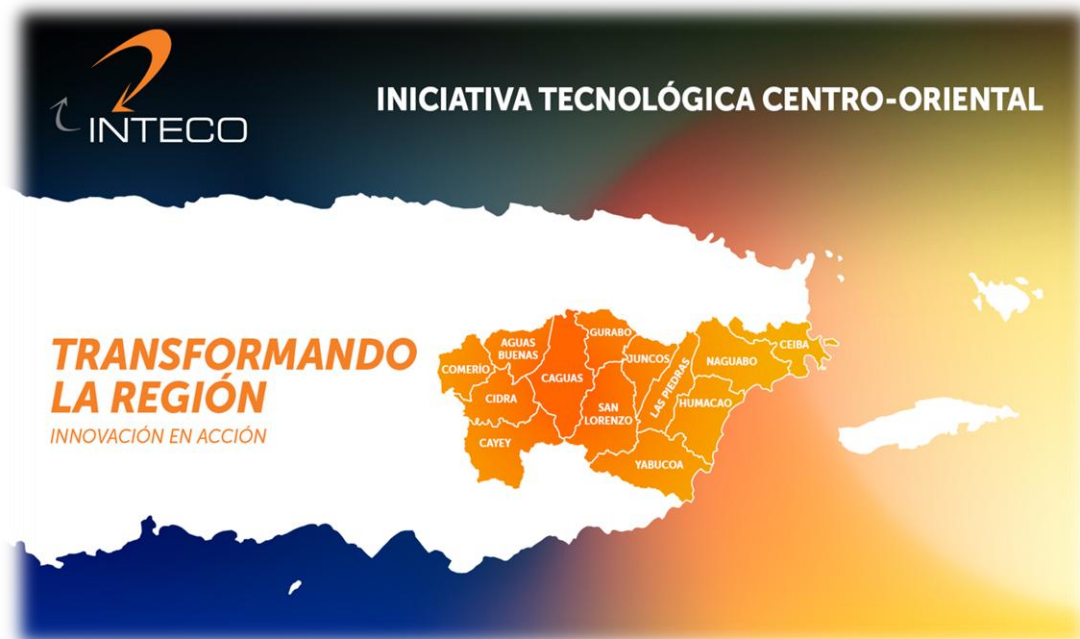 INTECO
INICIATIVA TECNOLÓGICA CENTRO-ORIENTAL
TRANSFORMANDO
LA REGIÓN
INNOVACIÓN EN ACCIÓN
COMERÍO
AGUAS
BUENAS
CIDRA
CAYEY
CAGUAS
GURABO
JUNCOS
SAN
LORENZO
LAS PIEDRAS
NAGUABO
CEIBA
HUMACAO
YABUCOA